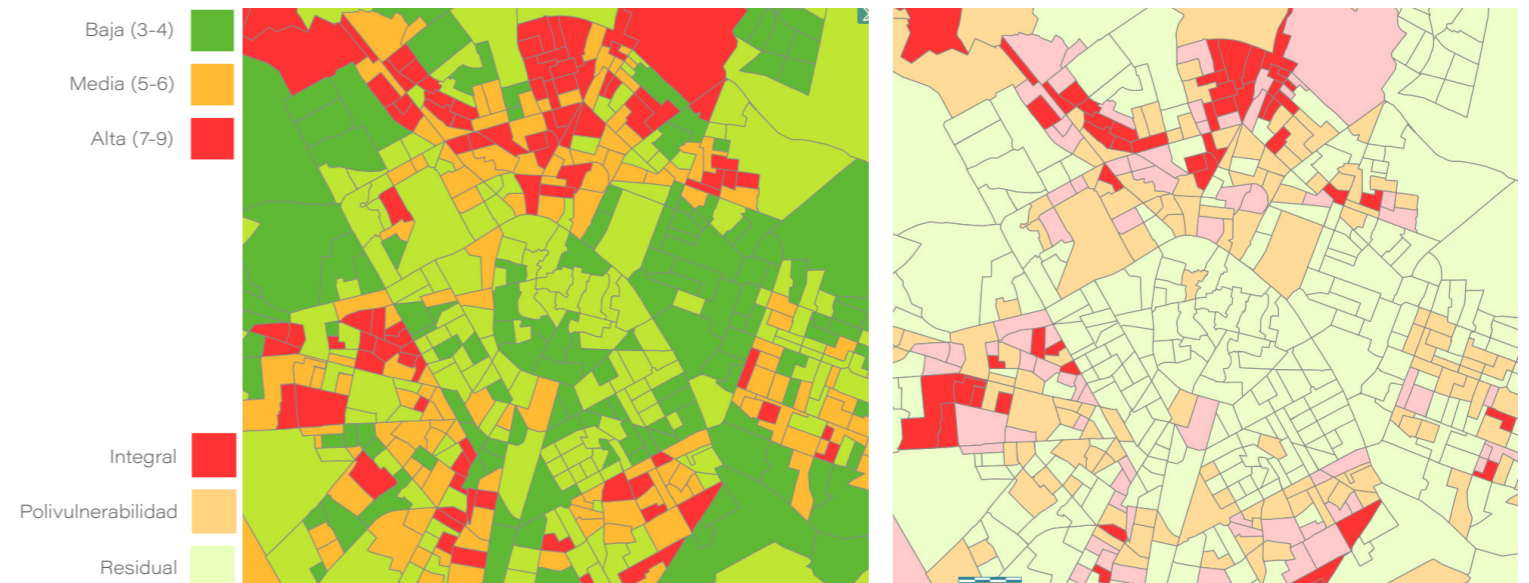 Baja (3-4)
Media (5-6)
Alta (7-9)
Integral
Polivulnerabilidad
Residual